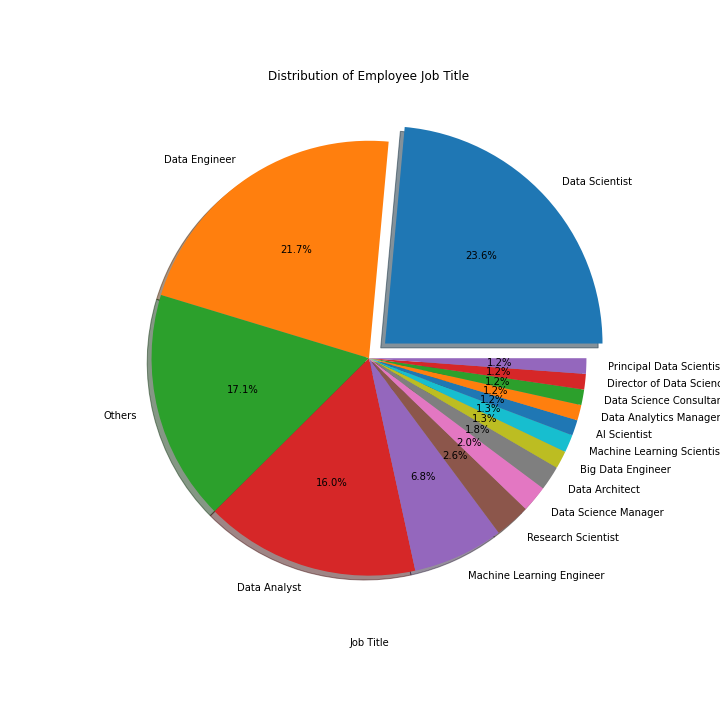 Distribution of Employee Job Title
Data Scientist
23.6%
Data Engineer
21.7%
Others
17.1%
Data Analyst
16.0%
Machine Learning Engineer
6.8%
Research Scientist
2.6%
Data Science Manager
2.0%
Data Architect
1.8%
Big Data Engineer
1.3%
Machine Learning Scientis
1.3%
AI Scientist
1.2%
Data Analytics Manager
1.2%
Data Science Consultan
1.2%
Director of Data Scienc
1.2%
Principal Data Scientis
1.2%
Job Title